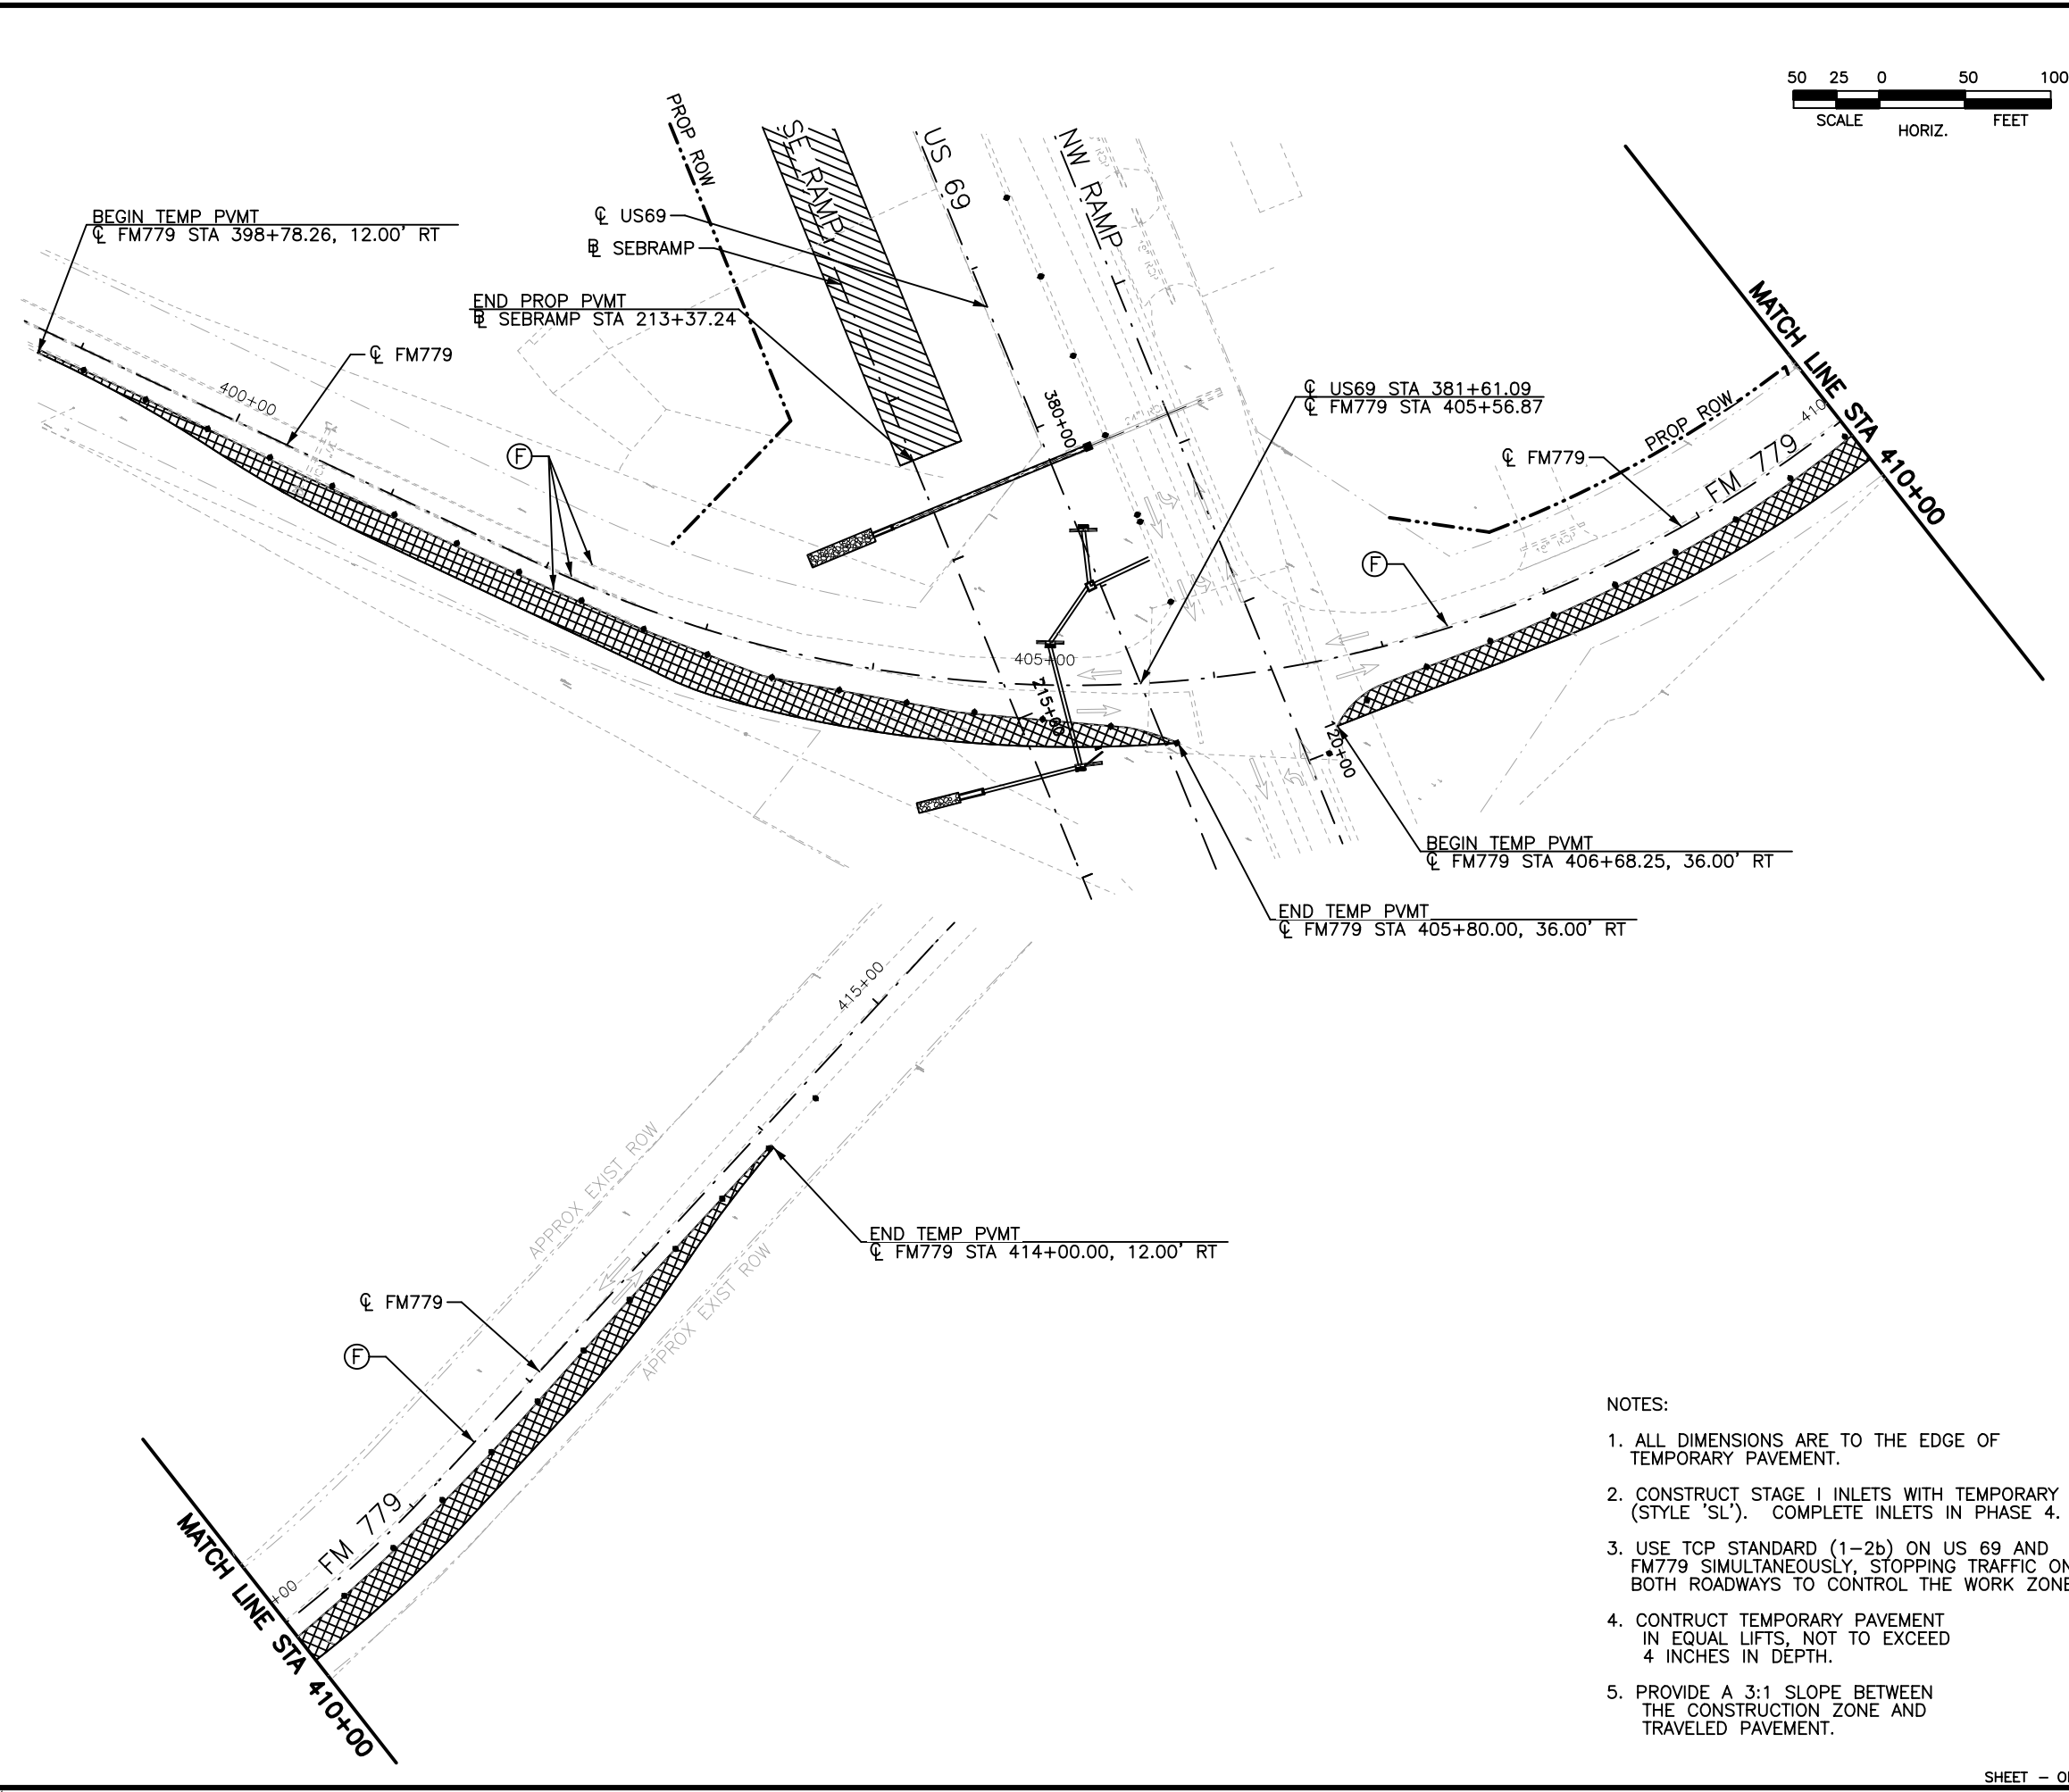 50 25 0 50 100
SCALE HORIZ. FEET
PROP ROW
SE RAMP
US 69
NW RAMP
BEGIN TEMP PVMT
℄ FM779 STA 398+78.26, 12.00' RT
℄ US69
B SEBRAMP
END PROP PVMT
B SEBRAMP STA 213+37.24
℄ FM779
400+00
F
380+00
℄ US69 STA 381+61.09
℄ FM779 STA 405+56.87
MATCH LINE STA 410+00
PROP ROW
410
℄ FM779
FM 779
F
405+00
215+00
120+00
BEGIN TEMP PVMT
℄ FM779 STA 406+68.25, 36.00' RT
END TEMP PVMT
℄ FM779 STA 405+80.00, 36.00' RT
415+00
APPROX EXIST ROW
APPROX EXIST ROW
END TEMP PVMT
℄ FM779 STA 414+00.00, 12.00' RT
℄ FM779
F
FM 779
+00
MATCH LINE STA 410+00
NOTES:
1. ALL DIMENSIONS ARE TO THE EDGE OF
TEMPORARY PAVEMENT.
2. CONSTRUCT STAGE I INLETS WITH TEMPORARY
(STYLE 'SL'). COMPLETE INLETS IN PHASE 4.
3. USE TCP STANDARD (1-2b) ON US 69 AND
FM779 SIMULTANEOUSLY, STOPPING TRAFFIC ON
BOTH ROADWAYS TO CONTROL THE WORK ZONE
4. CONTRUCT TEMPORARY PAVEMENT
IN EQUAL LIFTS, NOT TO EXCEED
4 INCHES IN DEPTH.
5. PROVIDE A 3:1 SLOPE BETWEEN
THE CONSTRUCTION ZONE AND
TRAVELED PAVEMENT.
SHEET - O